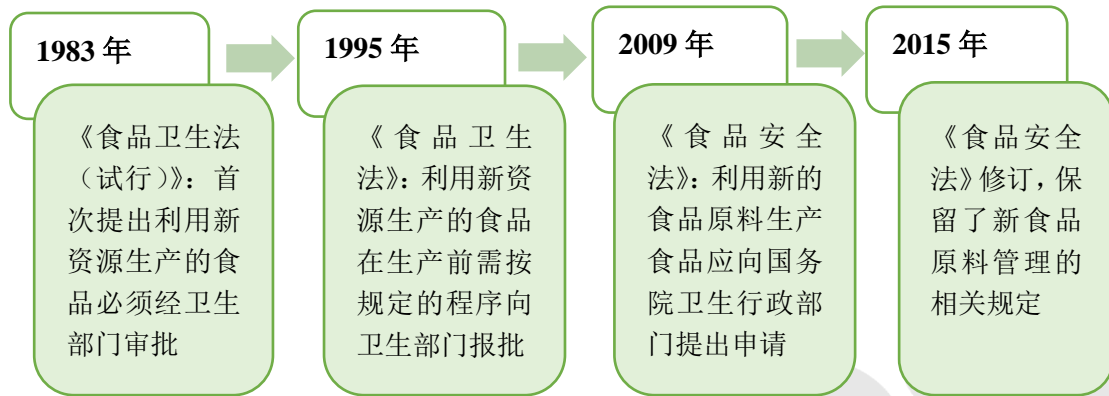 1983 年
《食品卫生法
（试行）》：首
次提出利用新
资源生产的食
品必须经卫生
部门审批
1995 年
《食品卫生
法》：利用新资
源生产的食品
在生产前需按
规定的程序向
卫生部门报批
2009 年
《食品安全
法》：利用新的
食品原料生产
食品应向国务
院卫生行政部
门提出申请
2015 年
《食品安全
法》修订，保
留了新食品
原料管理的
相关规定